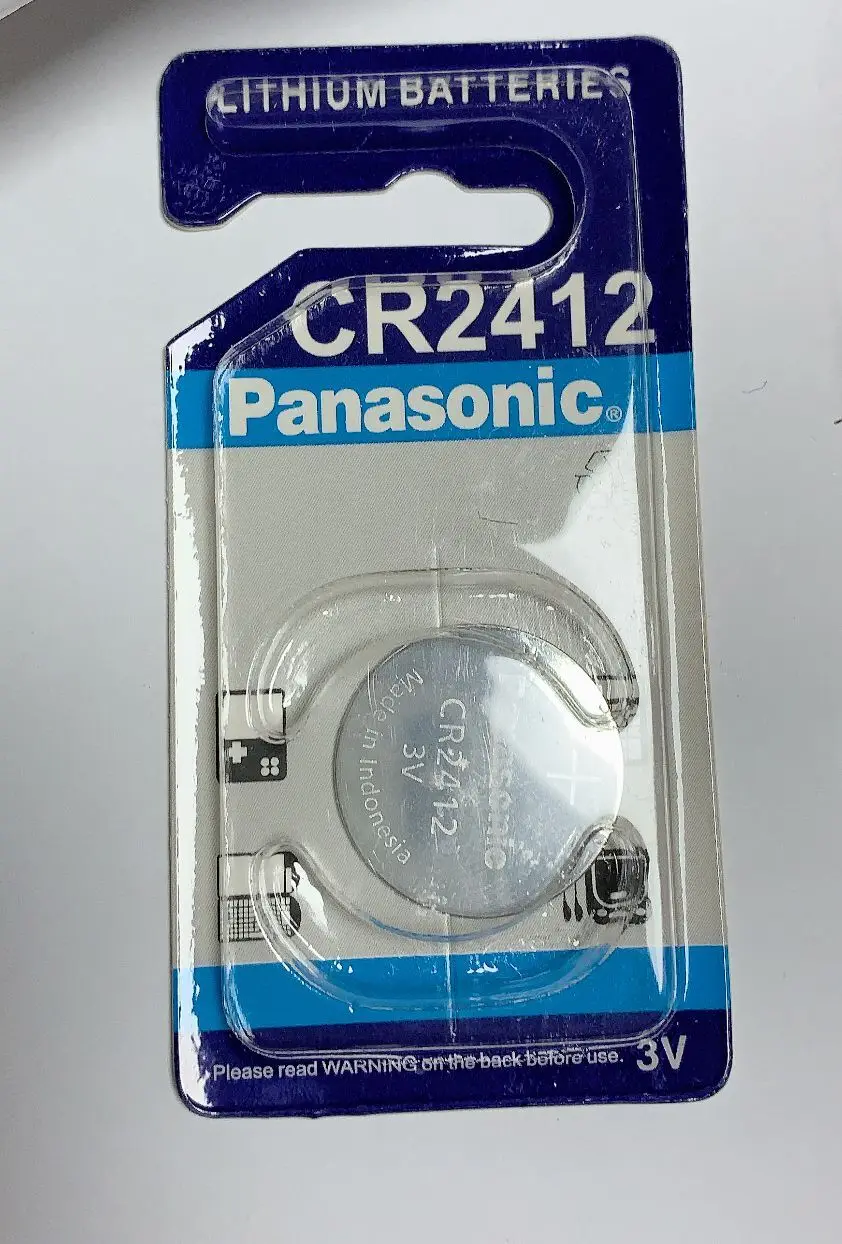 LITHIUM BATTERIES
CR2412
Panasonic®
Made in Indonesia
3V
CR2412
+
Please read WARNING on the back before use.
3V